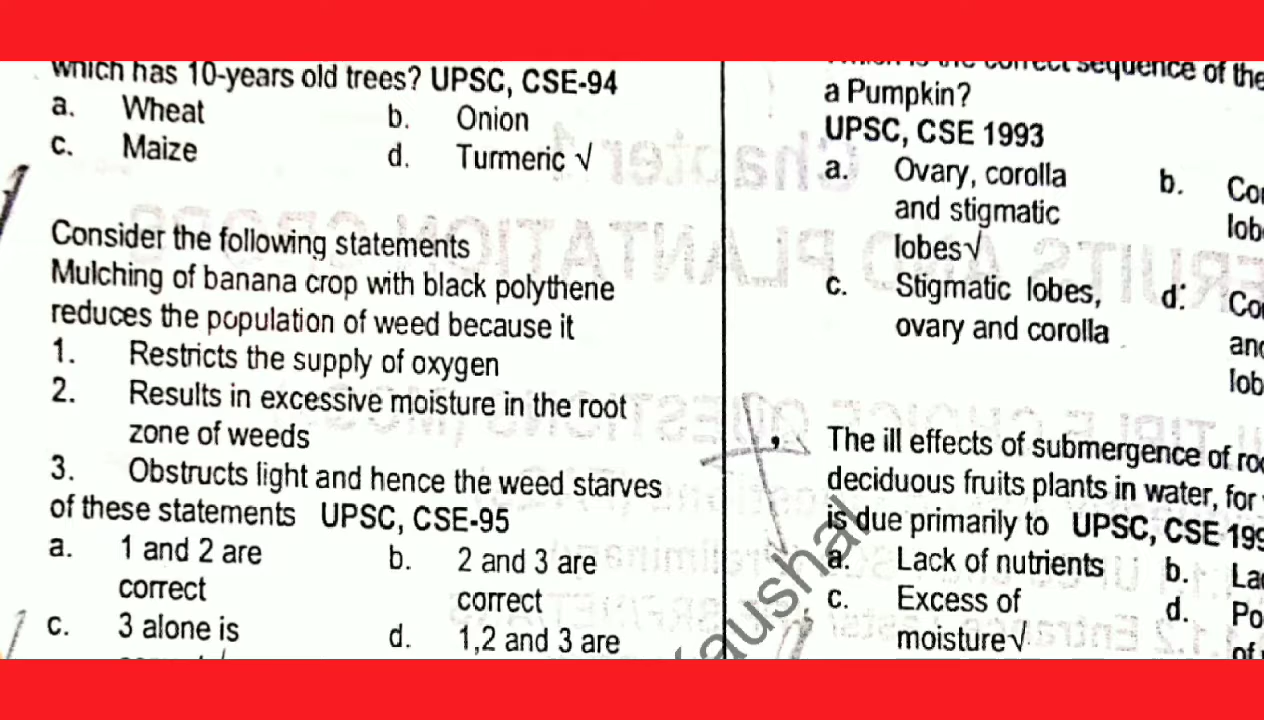 which has 10-years old trees? UPSC, CSE-94
a. Wheat b. Onion
c. Maize d. Turmeric √
Consider the following statements
Mulching of banana crop with black polythene
reduces the population of weed because it
1. Restricts the supply of oxygen
2. Results in excessive moisture in the root
zone of weeds
3. Obstructs light and hence the weed starves
of these statements UPSC, CSE-95
a. 1 and 2 are b. 2 and 3 are
correct correct
c. 3 alone is d. 1,2 and 3 are
correct sequence of the
a Pumpkin?
UPSC, CSE 1993
a. Ovary, corolla b.
and stigmatic
lobes√
c. Stigmatic lobes, d.
ovary and corolla
The ill effects of submergence of
deciduous fruits plants in water, for
is due primarily to UPSC, CSE 199
a. Lack of nutrients b.
c. Excess of d.
moisture√
kaushal